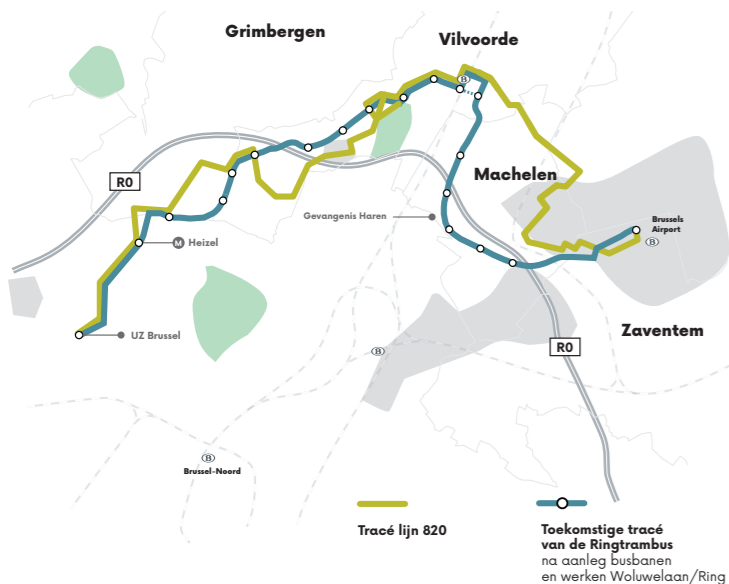 Grimbergen
Vilvoorde
B
R0
Machelen
Gevangenis Haren
Brussels
Airport
B
M Heizel
UZ Brussel
Zaventem
R0
B
B
Brussel-Noord
Tracé lijn 820
Toekomstige tracé
van de Ringtrambus
na aanleg busbanen
en werken Woluwelaan/Ring